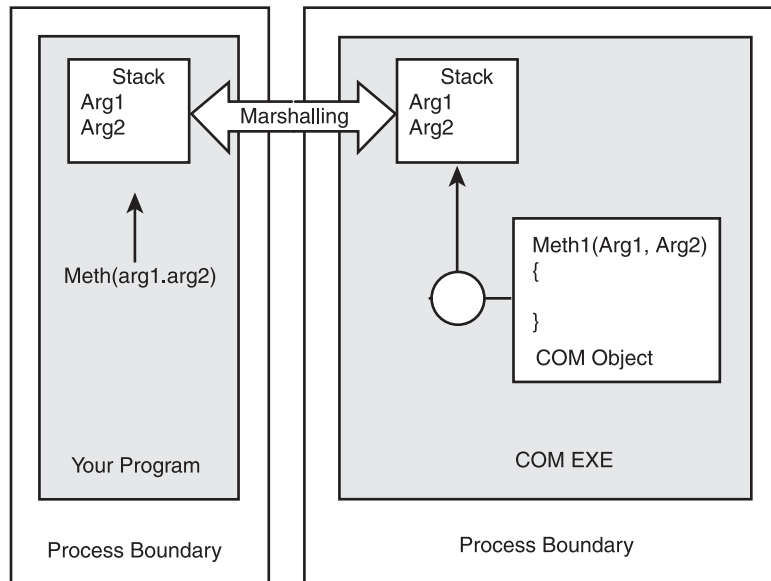 Stack
Arg1
Arg2
Marshalling
Stack
Arg1
Arg2
Meth(arg1.arg2)
Meth1(Arg1, Arg2)
{
}
COM Object
Your Program
COM EXE
Process Boundary
Process Boundary